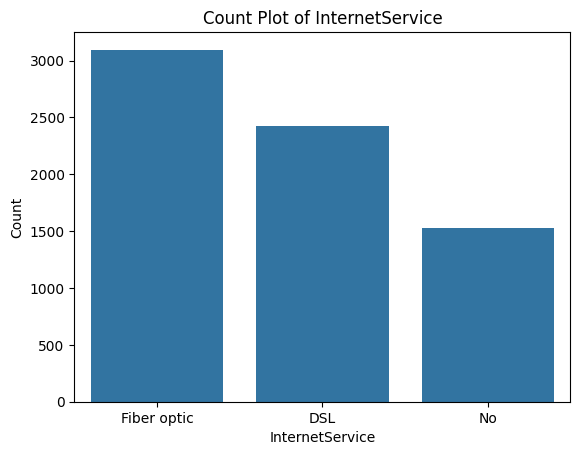 Count Plot of InternetService
3000
2500
2000
1500
1000
500
0
Count
Fiber optic
DSL
No
InternetService